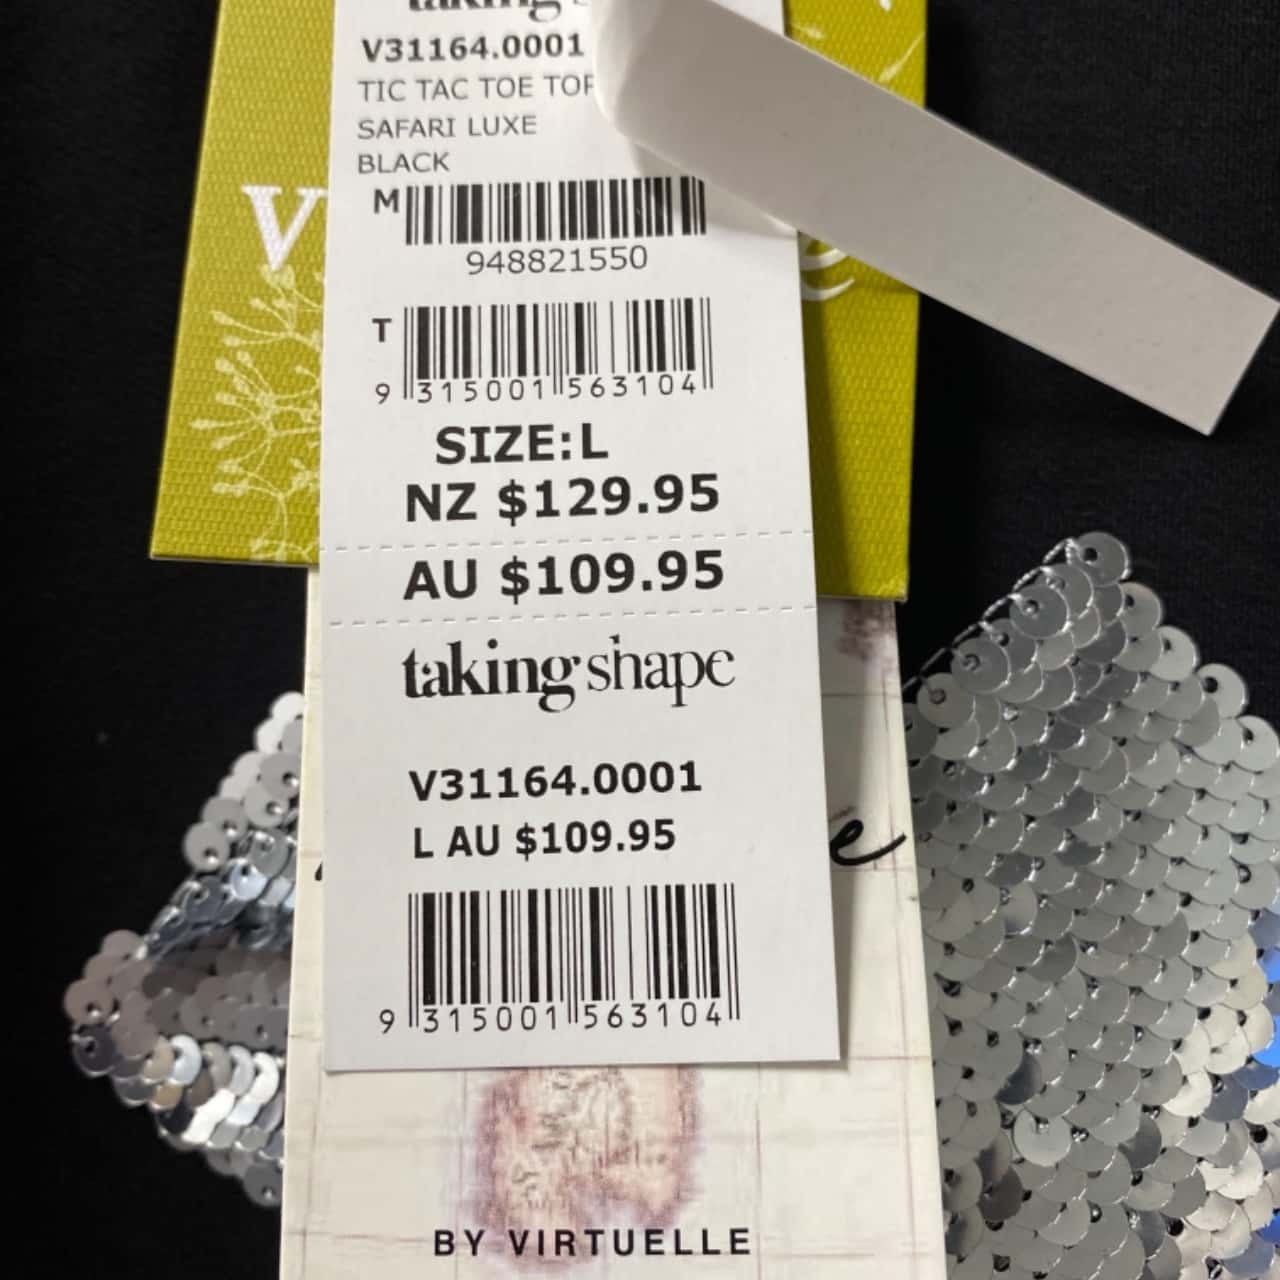 taking
V31164.0001
TIC TAC TOE TOP
SAFARI LUXE
BLACK
M
948821550
T
9 315001 563104
SIZE:L
NZ $129.95
AU $109.95
taking shape
V31164.0001
L AU $109.95
9 315001 563104
BY VIRTUELLE